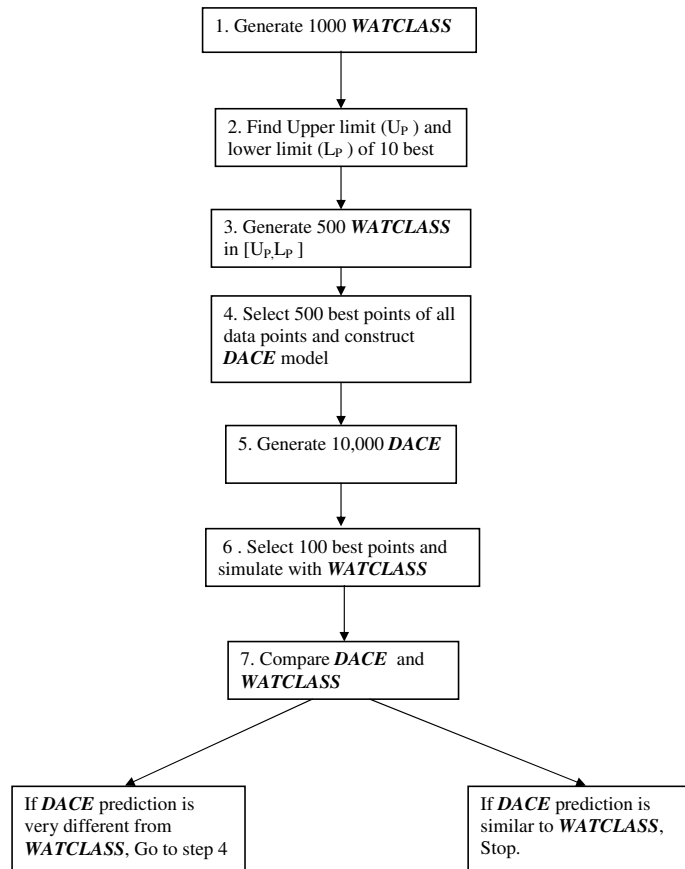 1. Generate 1000 WATCLASS
2. Find Upper limit (U_P ) and
lower limit (L_P ) of 10 best
3. Generate 500 WATCLASS
in [U_P,L_P ]
4. Select 500 best points of all
data points and construct
DACE model
5. Generate 10,000 DACE
6 . Select 100 best points and
simulate with WATCLASS
7. Compare DACE and
WATCLASS
If DACE prediction is
very different from
WATCLASS, Go to step 4
If DACE prediction is
similar to WATCLASS,
Stop.